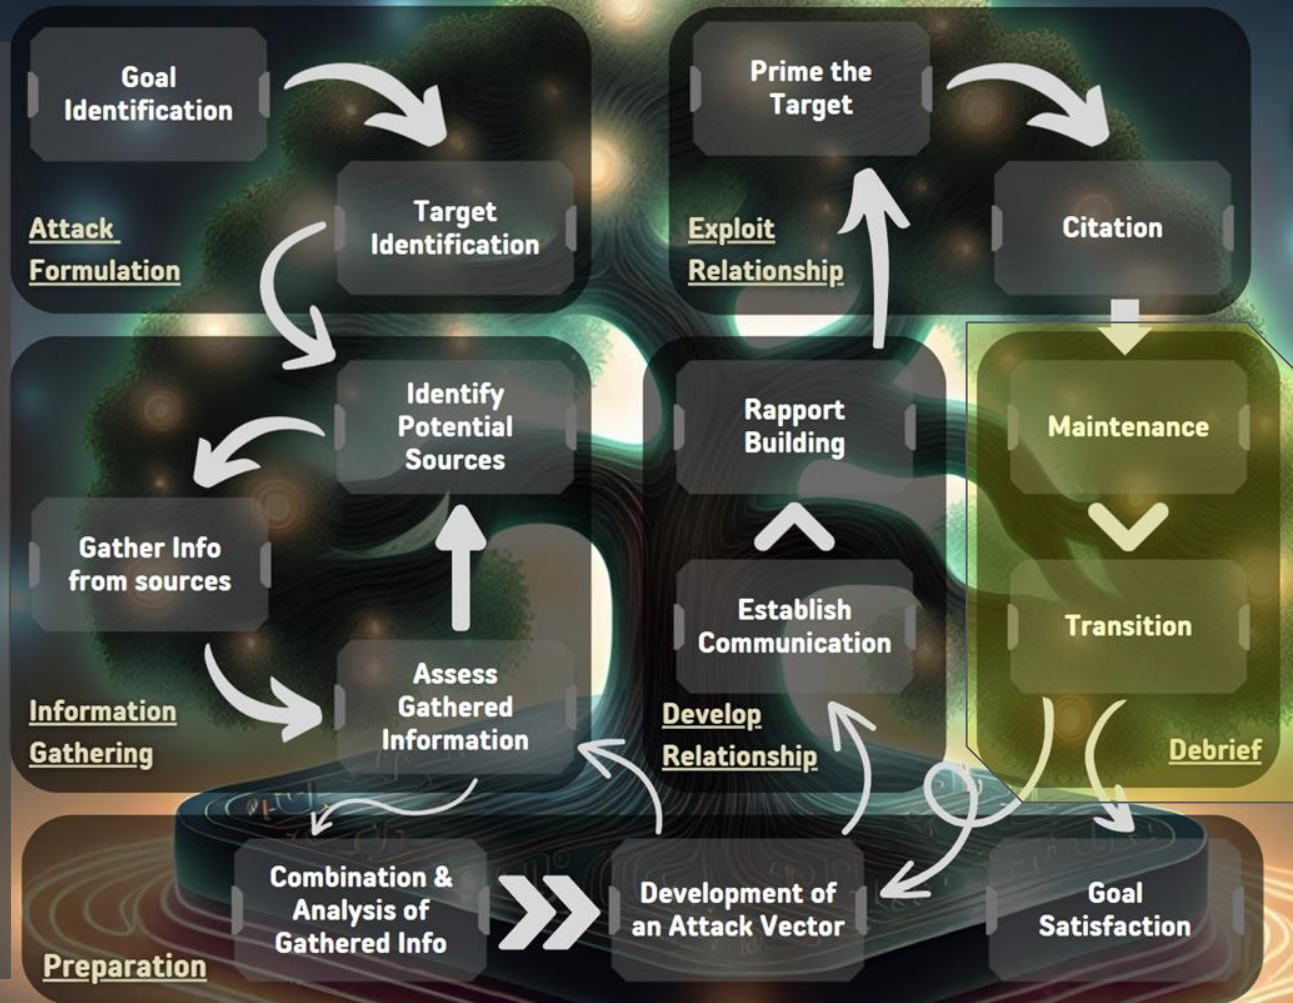 Goal
Identification
Target
Identification
Attack
Formulation
Identify
Potential
Sources
Gather Info
from sources
Assess
Gathered
Information
Information
Gathering
Combination &
Analysis of
Gathered Info
Development of
an Attack Vector
Goal
Satisfaction
Preparation
Establish
Communication
Rapport
Building
Develop
Relationship
Prime the
Target
Citation
Exploit
Relationship
Maintenance
Transition
Debrief